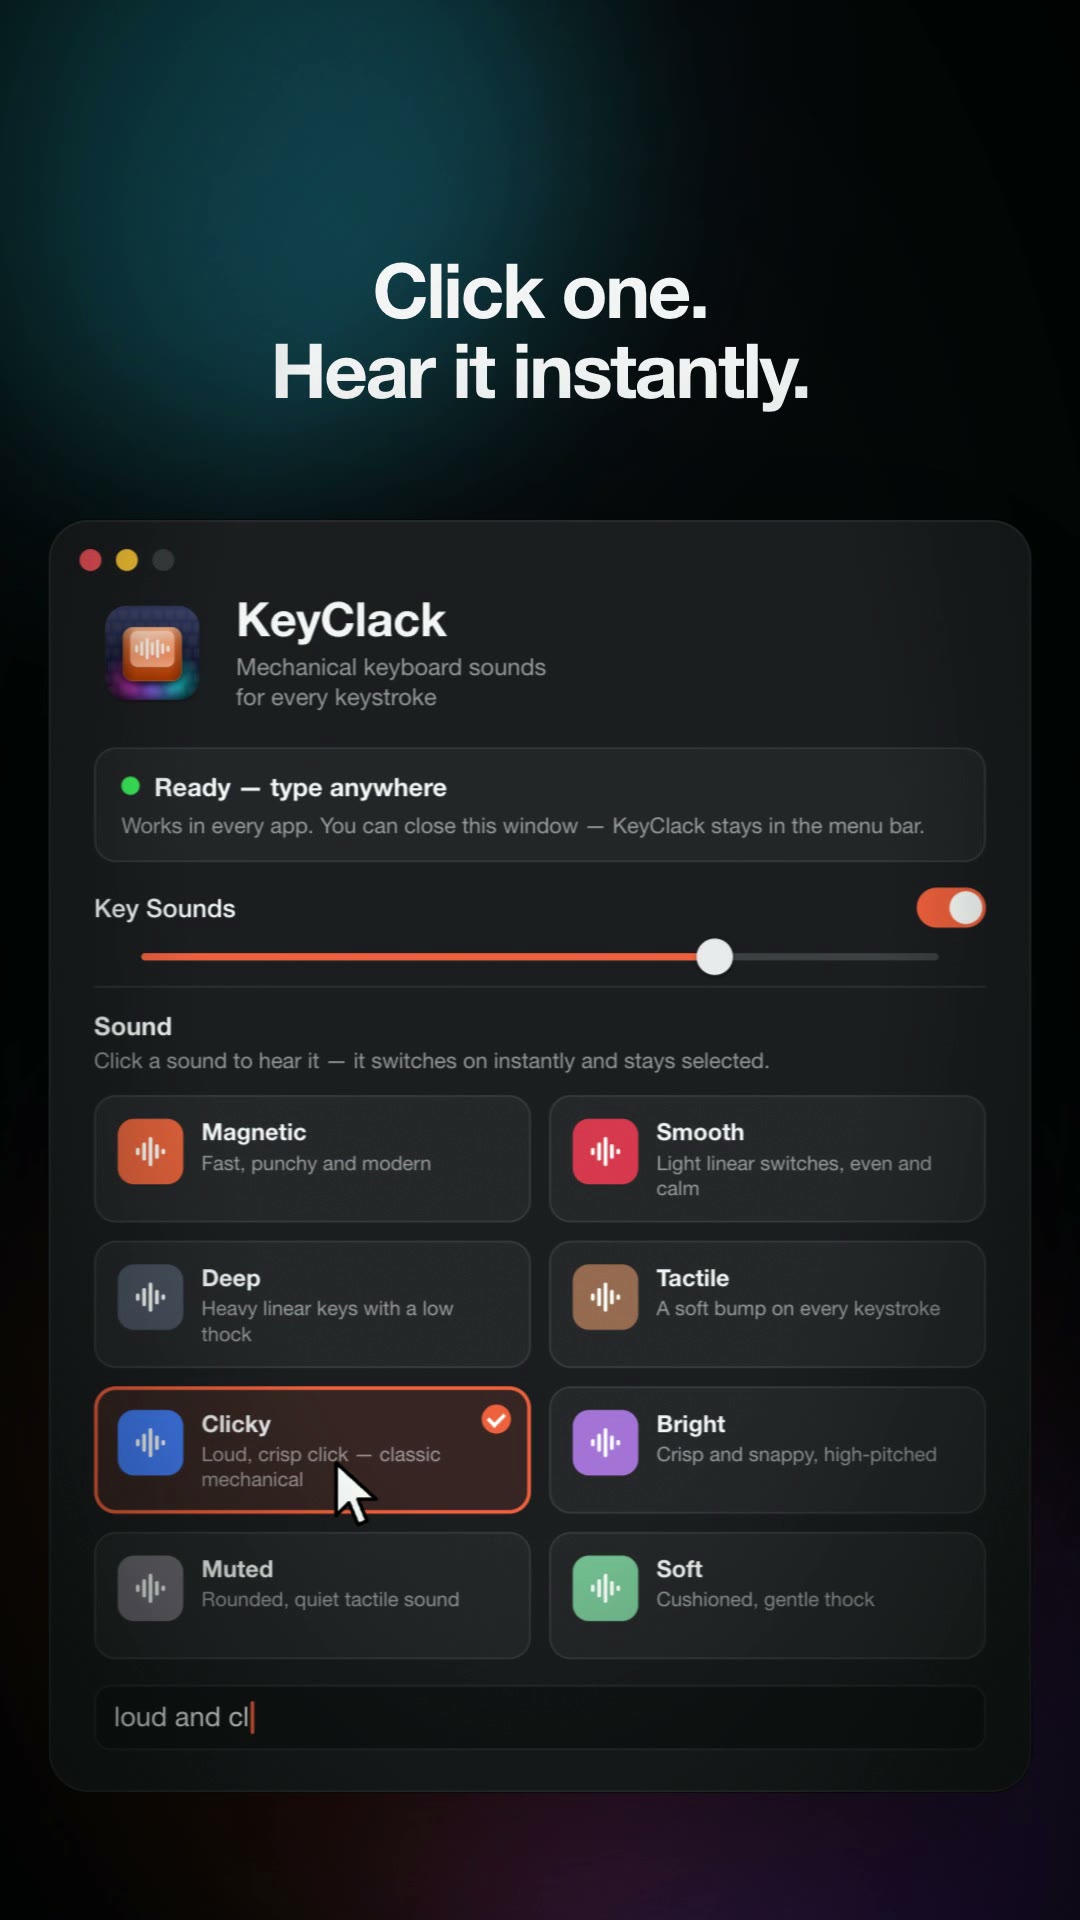 Click one.
Hear it instantly.
KeyClack
Mechanical keyboard sounds
for every keystroke
Ready — type anywhere
Works in every app. You can close this window — KeyClack stays in the menu bar.
Key Sounds
Sound
Click a sound to hear it — it switches on instantly and stays selected.
Magnetic
Fast, punchy and modern
Smooth
Light linear switches, even and
calm
Deep
Heavy linear keys with a low
thock
Tactile
A soft bump on every keystroke
Clicky
Loud, crisp click — classic
mechanical
Bright
Crisp and snappy, high-pitched
Muted
Rounded, quiet tactile sound
Soft
Cushioned, gentle thock
loud and cl